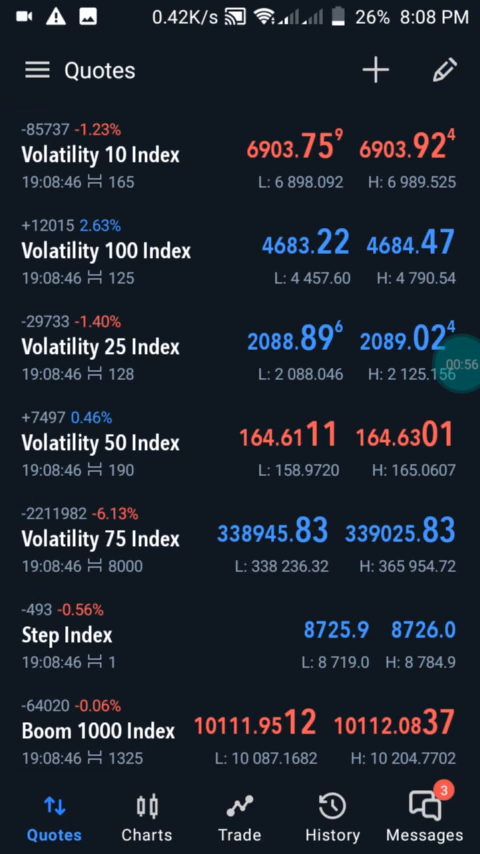 0.42K/s 26% 8:08 PM
Quotes
-85737 -1.23%
Volatility 10 Index 6903.759 6903.924
19:08:46 165 L: 6 898.092 H: 6 989.525
+12015 2.63%
Volatility 100 Index 4683.22 4684.47
19:08:46 125 L: 4 457.60 H: 4 790.54
-29733 -1.40%
Volatility 25 Index 2088.896 2089.024
19:08:46 128 L: 2 088.046 H: 2 125.156
00:56
+7497 0.46%
Volatility 50 Index 164.6111 164.6301
19:08:46 190 L: 158.9720 H: 165.0607
-2211982 -6.13%
Volatility 75 Index 338945.83 339025.83
19:08:46 8000 L: 338 236.32 H: 365 954.72
-493 -0.56%
Step Index 8725.9 8726.0
19:08:46 1 L: 8 719.0 H: 8 784.9
-64020 -0.06%
Boom 1000 Index 10111.9512 10112.0837
19:08:46 1325 L: 10 087.1682 H: 10 204.7702
3
Quotes Charts Trade History Messages